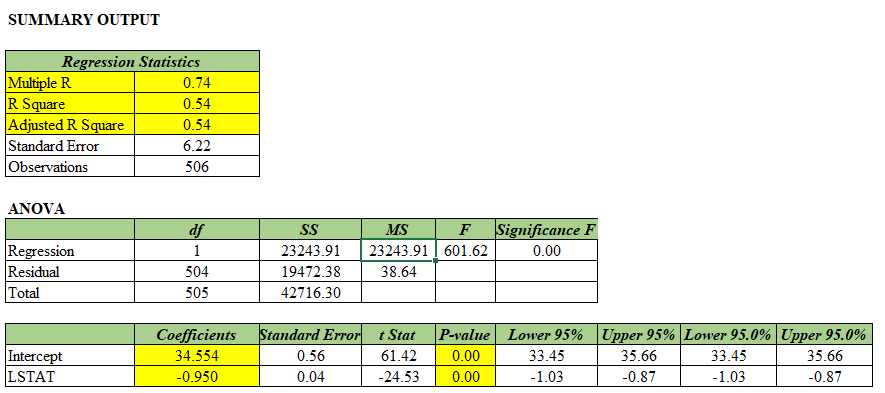 SUMMARY OUTPUT
Regression Statistics
Multiple R 0.74
R Square 0.54
Adjusted R Square 0.54
Standard Error 6.22
Observations 506
ANOVA
df SS MS F Significance F
Regression 1 23243.91 23243.91 601.62 0.00
Residual 504 19472.38 38.64
Total 505 42716.30
Coefficients Standard Error t Stat P-value Lower 95% Upper 95% Lower 95.0% Upper 95.0%
Intercept 34.554 0.56 61.42 0.00 33.45 35.66 33.45 35.66
LSTAT -0.950 0.04 -24.53 0.00 -1.03 -0.87 -1.03 -0.87